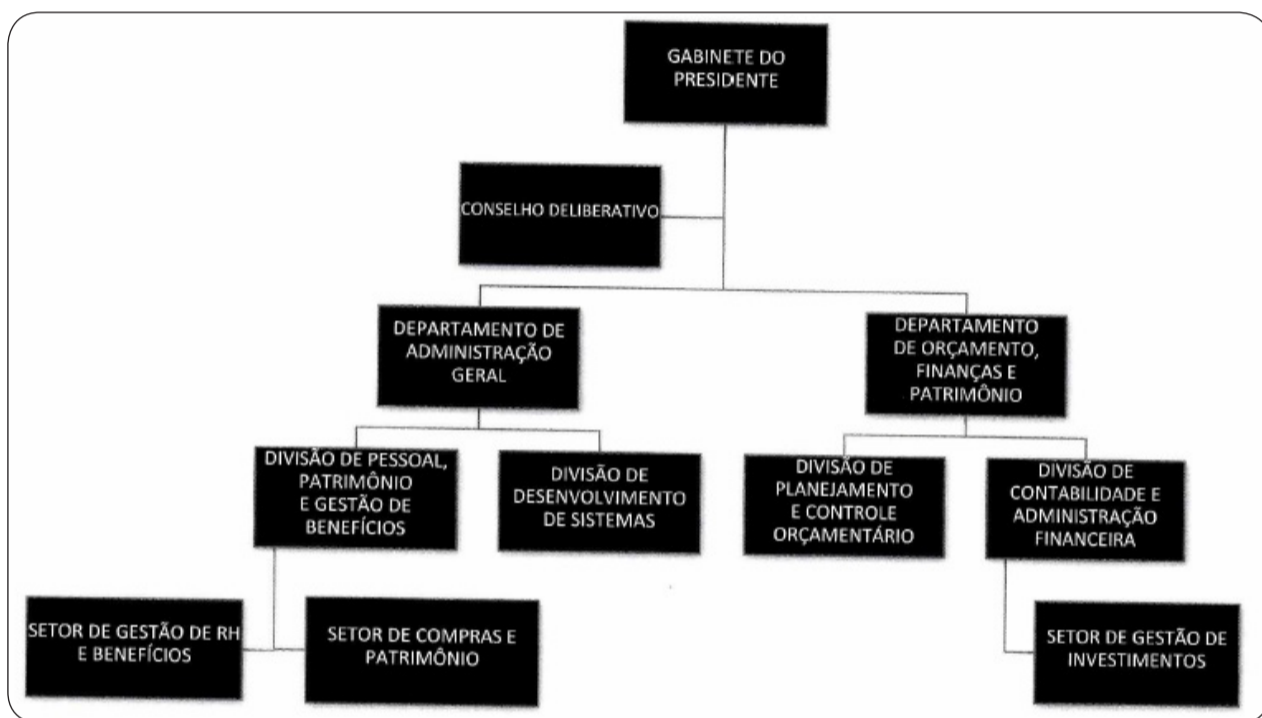 GABINETE DO
PRESIDENTE
CONSELHO DELIBERATIVO
DEPARTAMENTO DE
ADMINISTRAÇÃO
GERAL
DEPARTAMENTO
DE ORÇAMENTO,
FINANÇAS E
PATRIMÔNIO
DIVISÃO DE PESSOAL,
PATRIMÔNIO
E GESTÃO DE
BENEFÍCIOS
DIVISÃO DE
DESENVOLVIMENTO
DE SISTEMAS
DIVISÃO DE
PLANEJAMENTO
E CONTROLE
ORÇAMENTÁRIO
DIVISÃO DE
CONTABILIDADE E
ADMINISTRAÇÃO
FINANCEIRA
SETOR DE GESTÃO DE RH
E BENEFÍCIOS
SETOR DE COMPRAS E
PATRIMÔNIO
SETOR DE GESTÃO DE
INVESTIMENTOS